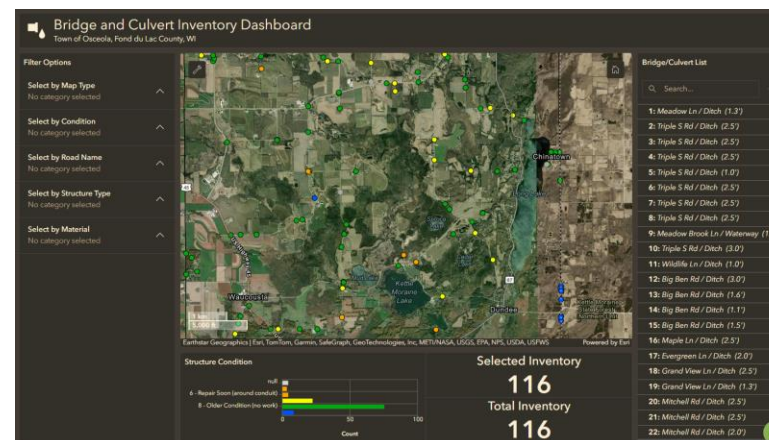 Bridge and Culvert Inventory Dashboard
Town of Osceola, Fond du Lac County, WI
Filter Options
Select by Map Type
No category selected
Select by Condition
No category selected
Select by Road Name
No category selected
Select by Structure Type
No category selected
Select by Material
No category selected
Chinatown
Waucousta
Kettle
Moraine
Lake
Dundee
67
Earthstar Geographics | Esri, TomTom, Garmin, SafeGraph, GeoTechnologies, Inc, METI/NASA, USGS, EPA, NPS, USDA, USFWS
Powered by Esri
Structure Condition
null
6 - Repair Soon (around conduit)
8 - Older Condition (no work)
0
50
100
Count
Selected Inventory
116
Total Inventory
116
Bridge/Culvert List
Search...
1: Meadow Ln / Ditch (1.3')
2: Triple S Rd / Ditch (2.5')
3: Triple S Rd / Ditch (2.5')
4: Triple S Rd / Ditch (2.5')
5: Triple S Rd / Ditch (1.0')
6: Triple S Rd / Ditch (2.5')
7: Triple S Rd / Ditch (2.5')
8: Triple S Rd / Ditch (2.5')
9: Meadow Brook Ln / Waterway (1
10: Triple S Rd / Ditch (3.0')
11: Wildlife Ln / Ditch (1.0')
12: Big Ben Rd / Ditch (3.0')
13: Big Ben Rd / Ditch (1.6')
14: Big Ben Rd / Ditch (1.1')
15: Big Ben Rd / Ditch (1.5')
16: Maple Ln / Ditch (2.5')
17: Evergreen Ln / Ditch (2.0')
18: Grand View Ln / Ditch (2.5')
19: Grand View Ln / Ditch (1.3')
20: Mitchell Rd / Ditch (2.5')
21: Mitchell Rd / Ditch (2.5')
22: Mitchell Rd / Ditch (2.0')